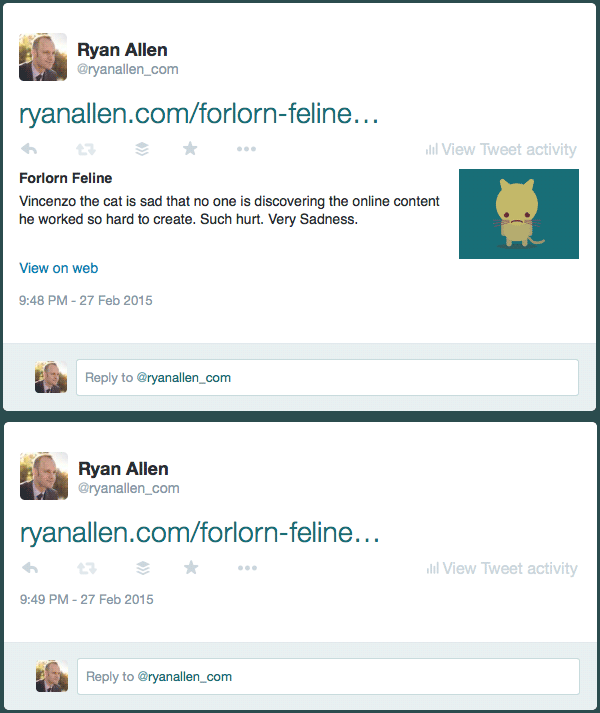 Ryan Allen
@ryanallen_com
ryanallen.com/forlorn-feline…
View Tweet activity
Forlorn Feline
Vincenzo the cat is sad that no one is discovering the online content
he worked so hard to create. Such hurt. Very Sadness.
View on web
9:48 PM - 27 Feb 2015
Reply to @ryanallen_com
Ryan Allen
@ryanallen_com
ryanallen.com/forlorn-feline…
View Tweet activity
9:49 PM - 27 Feb 2015
Reply to @ryanallen_com